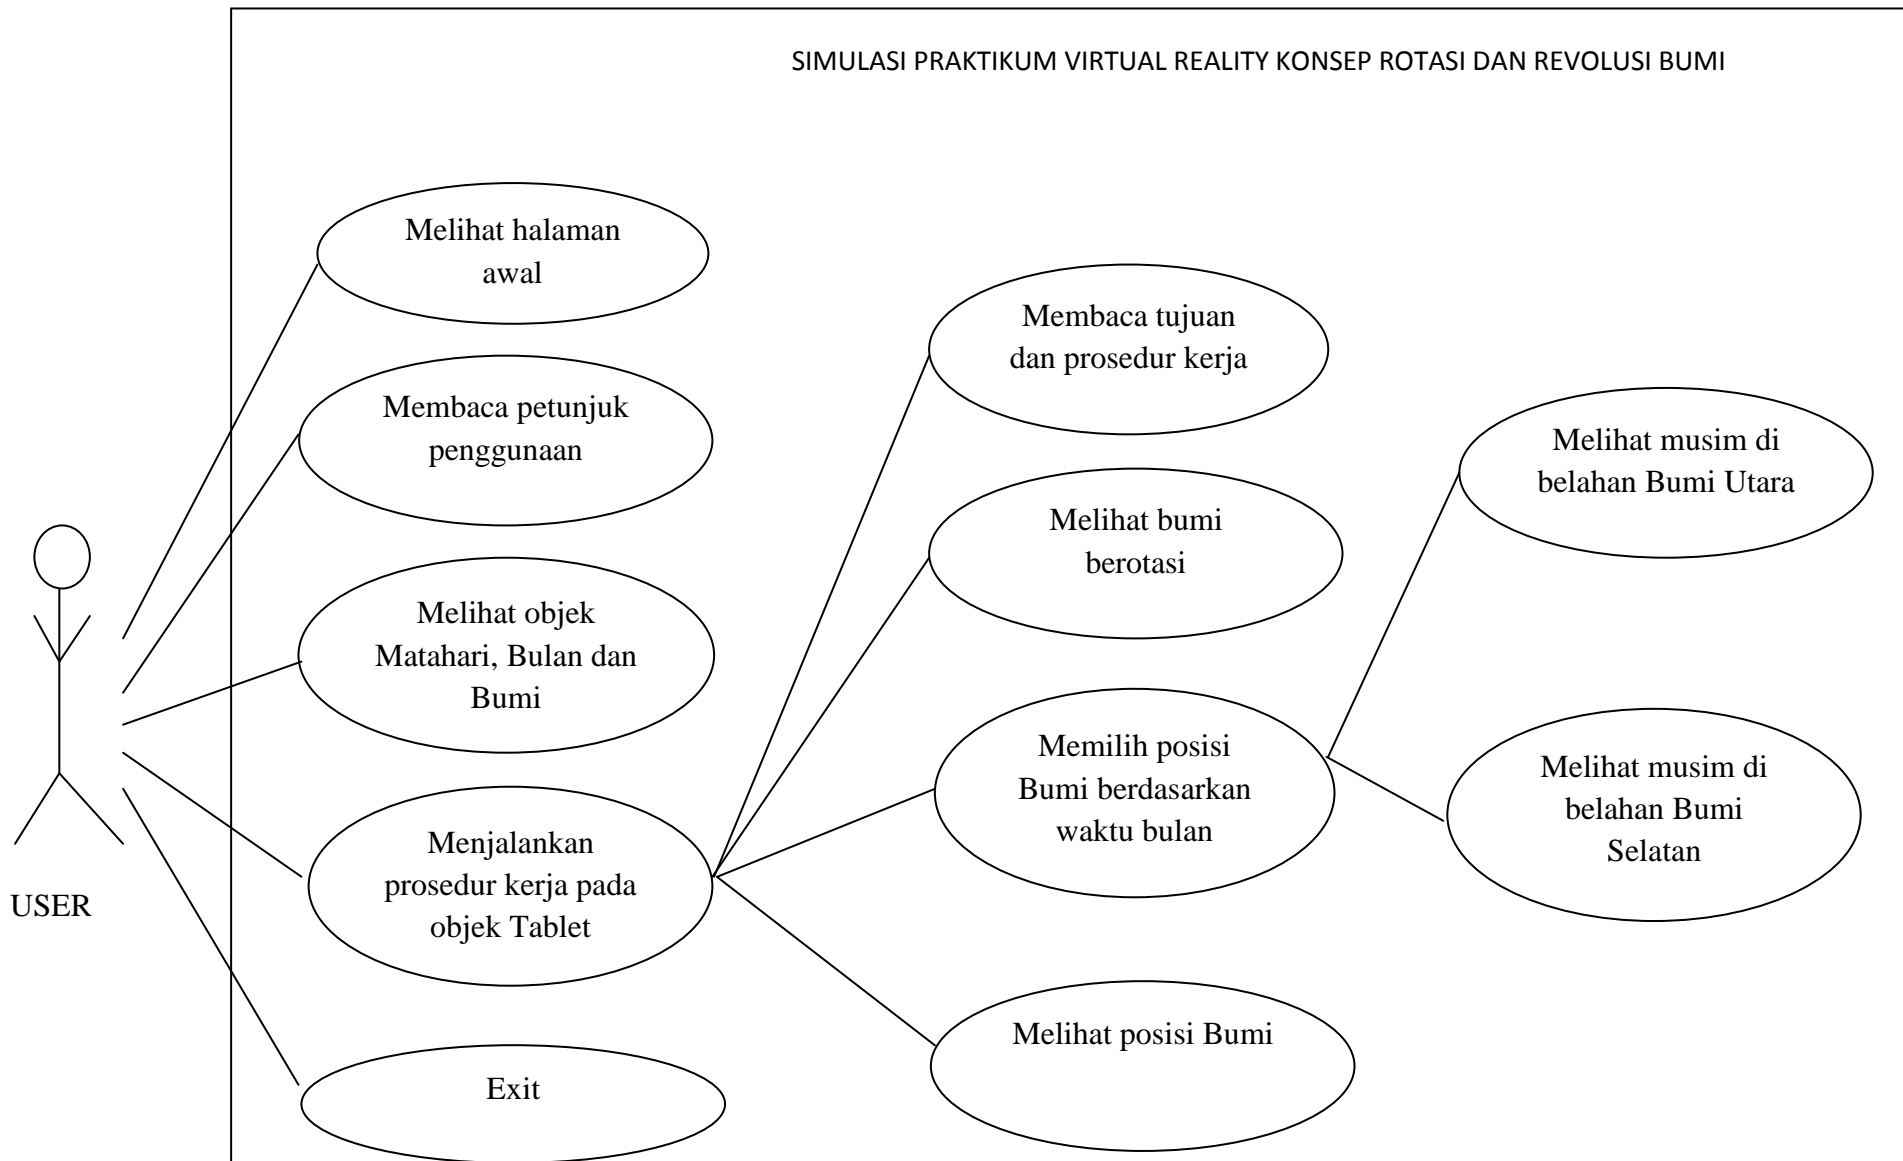 SIMULASI PRAKTIKUM VIRTUAL REALITY KONSEP ROTASI DAN REVOLUSI BUMI
Melihat halaman
awal
Membaca petunjuk
penggunaan
Melihat objek
Matahari, Bulan dan
Bumi
Menjalankan
prosedur kerja pada
objek Tablet
Exit
USER
Membaca tujuan
dan prosedur kerja
Melihat bumi
berotasi
Memilih posisi
Bumi berdasarkan
waktu bulan
Melihat posisi Bumi
Melihat musim di
belahan Bumi Utara
Melihat musim di
belahan Bumi
Selatan